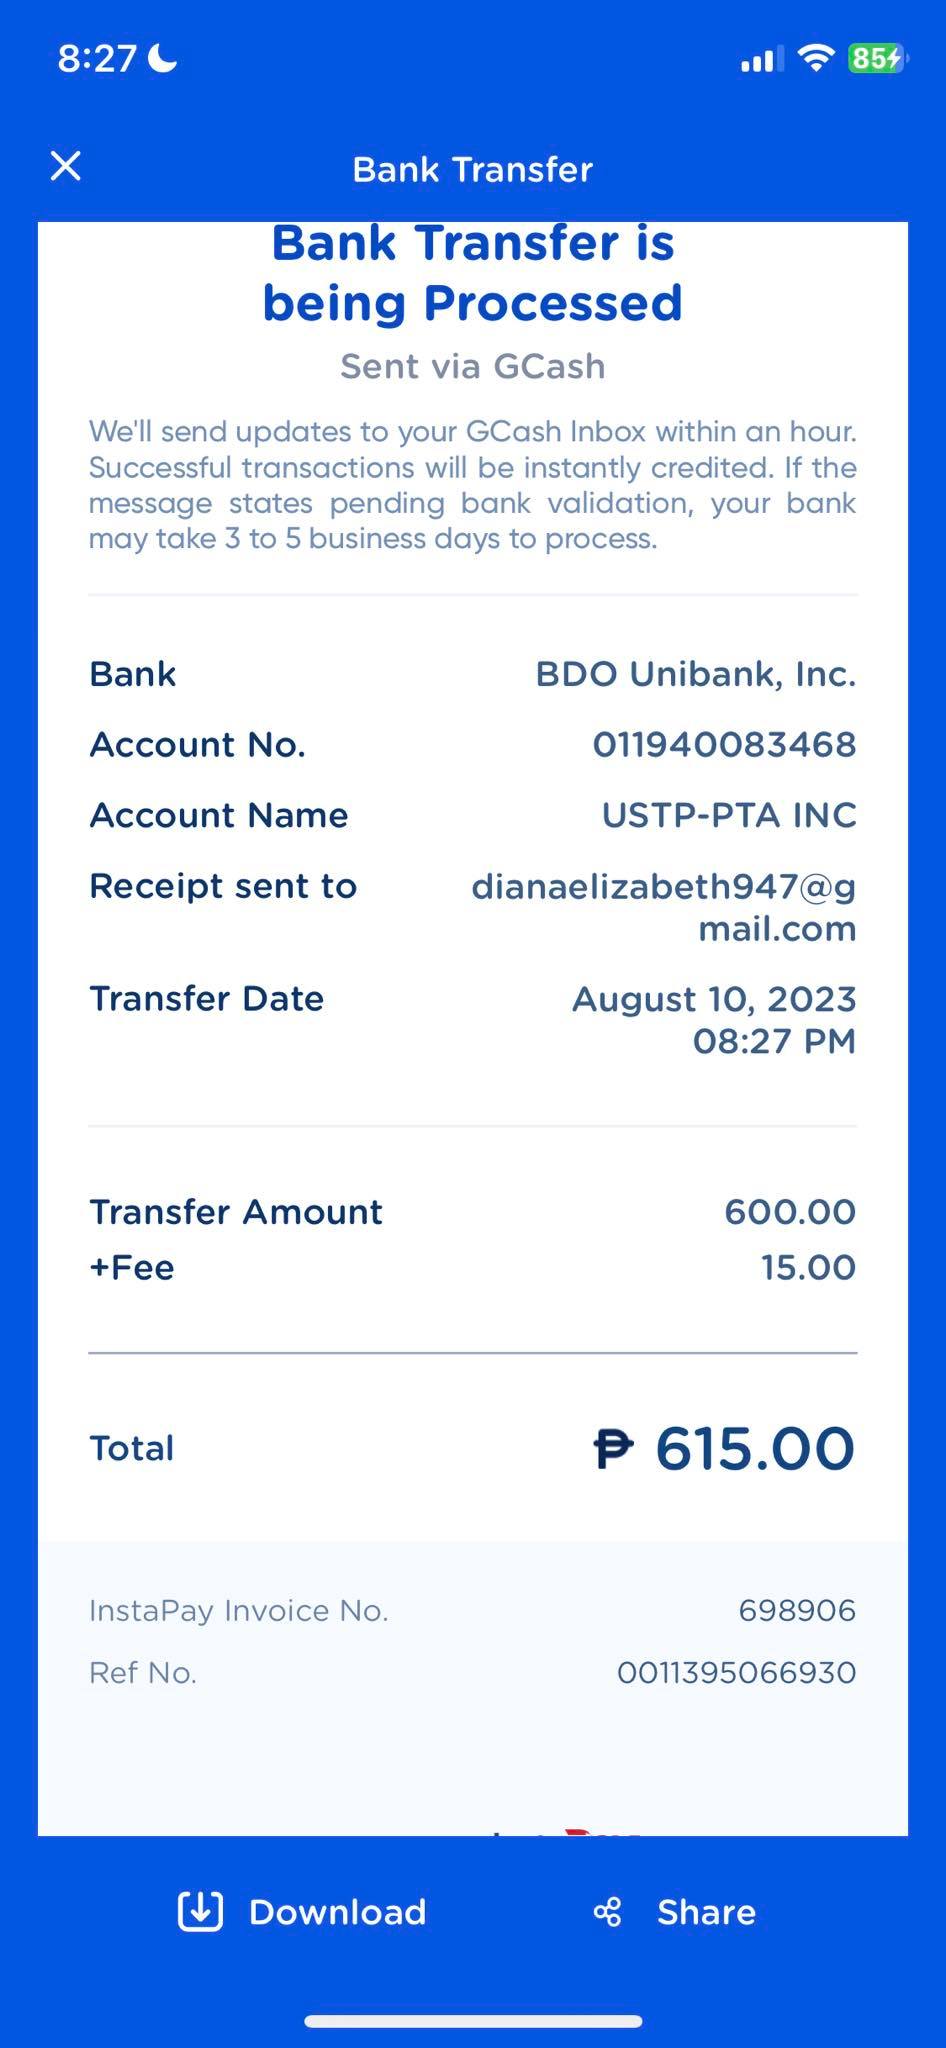 8:27
85
Bank Transfer
Bank Transfer is
being Processed
Sent via GCash
We'll send updates to your GCash Inbox within an hour.
Successful transactions will be instantly credited. If the
message states pending bank validation, your bank
may take 3 to 5 business days to process.
Bank BDO Unibank, Inc.
Account No. 011940083468
Account Name USTP-PTA INC
Receipt sent to dianaelizabeth947@g
mail.com
Transfer Date August 10, 2023
08:27 PM
Transfer Amount 600.00
+Fee 15.00
Total ₱ 615.00
InstaPay Invoice No. 698906
Ref No. 0011395066930
Download Share